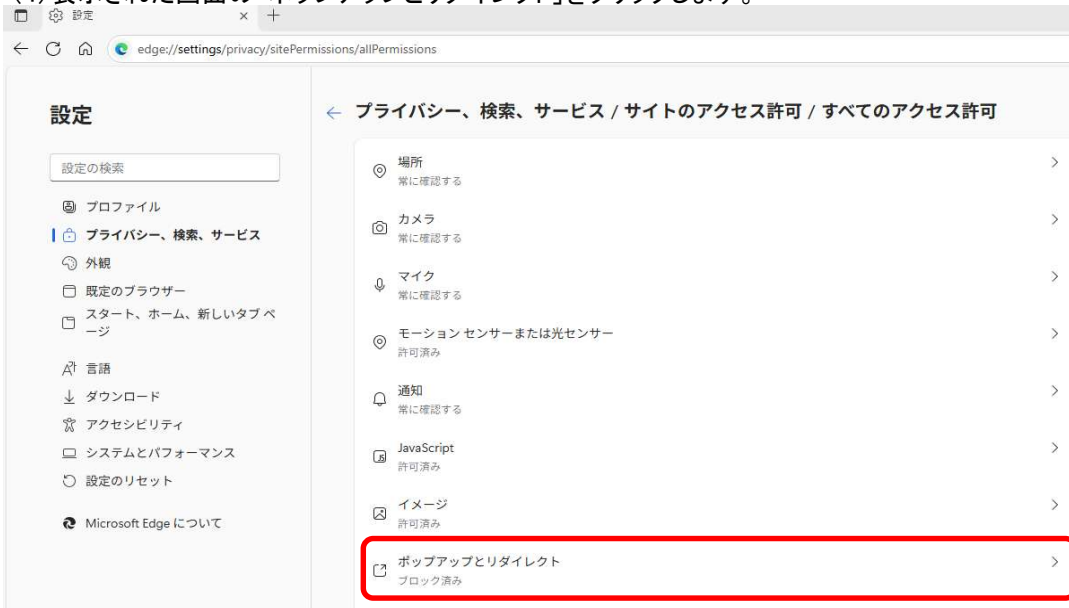 をクリックします。
設定
edge://settings/privacy/sitePermissions/allPermissions
設定
設定の検索
プロファイル
プライバシー、検索、サービス
外観
既定のブラウザー
スタート、ホーム、新しいタブ ペ
ージ
言語
ダウンロード
アクセシビリティ
システムとパフォーマンス
設定のリセット
Microsoft Edge について
プライバシー、検索、サービス / サイトのアクセス許可 / すべてのアクセス許可
場所
常に確認する
カメラ
常に確認する
マイク
常に確認する
モーション センサーまたは光センサー
許可済み
通知
常に確認する
JavaScript
許可済み
イメージ
許可済み
ポップアップとリダイレクト
ブロック済み